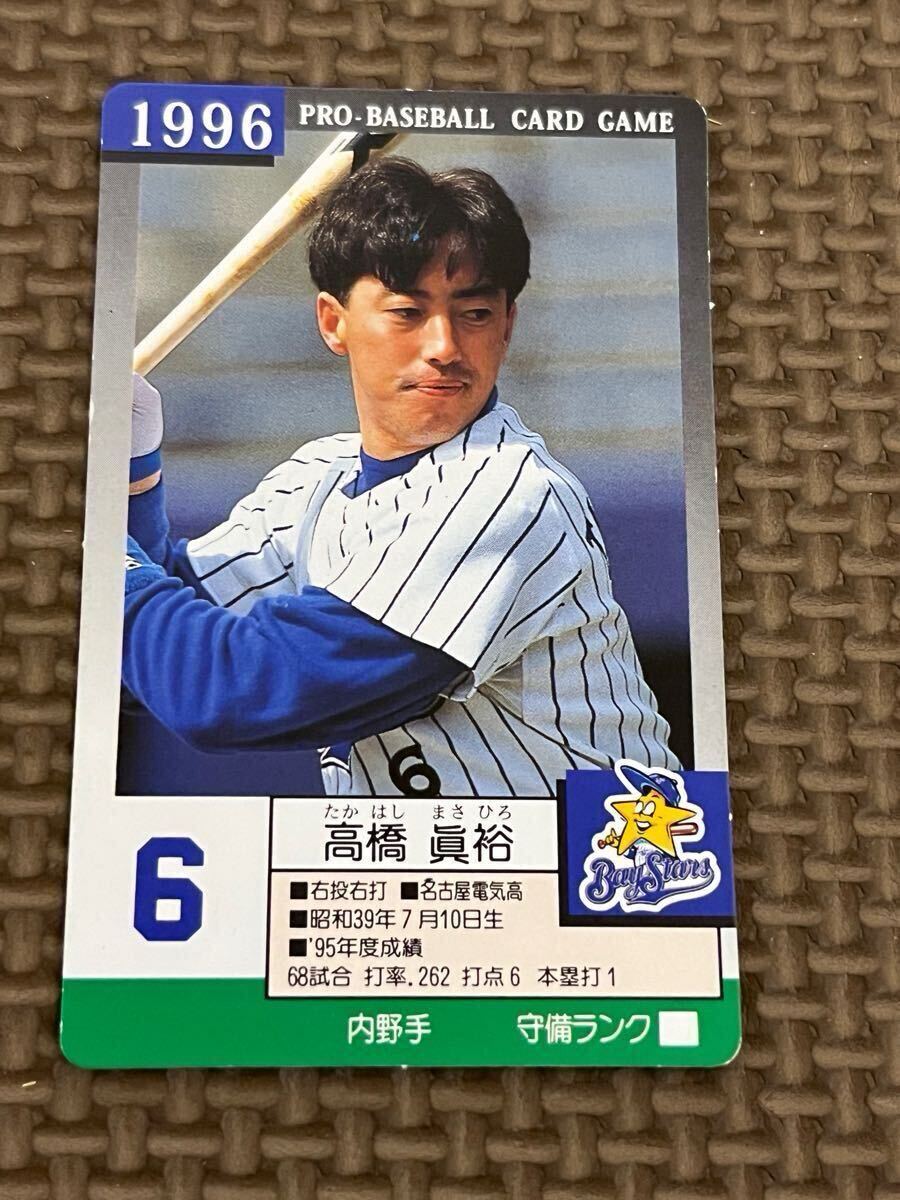 1996
PRO-BASEBALL CARD GAME
6
6
たか はし まさ ひろ
高橋 眞裕
BayStars
■右投右打 ■名古屋電気高
■昭和39年7月10日生
■'95年度成績
68試合 打率.262 打点6 本塁打1
内野手 守備ランク